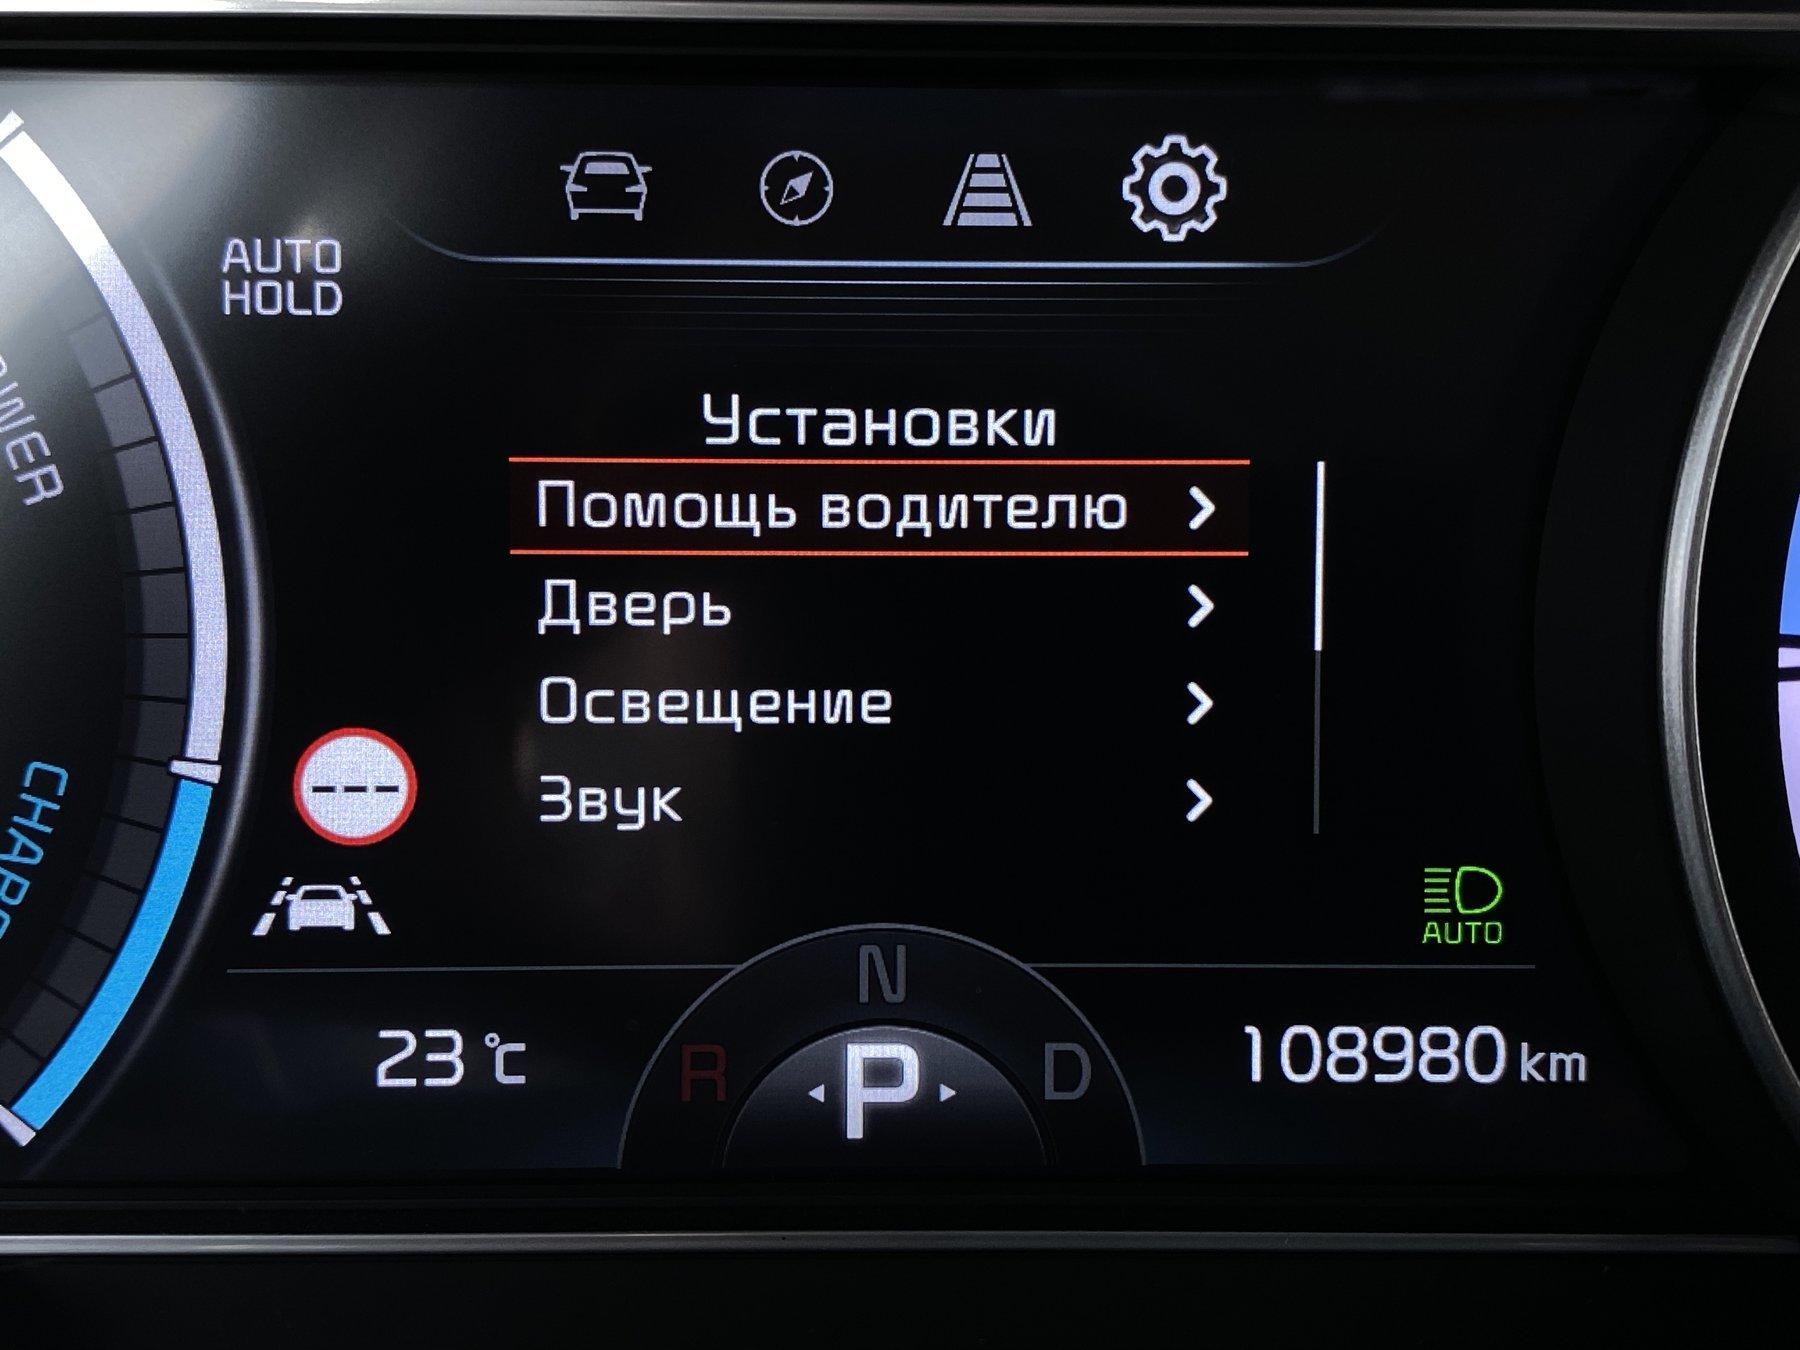 AUTO
HOLD
Установки
Помощь водителю
Дверь
Освещение
Звук
---
AUTO
23 °C
R
N
P
D
108980 km